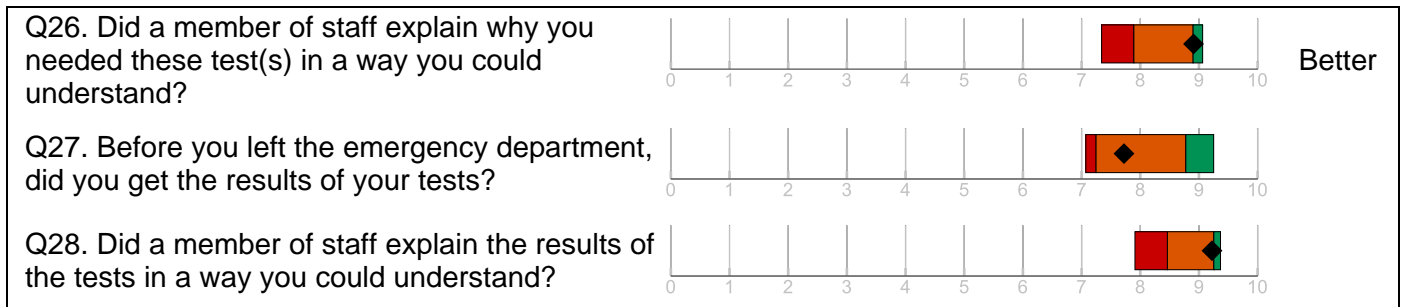 Q26. Did a member of staff explain why you
needed these test(s) in a way you could
understand?
Better
0 1 2 3 4 5 6 7 8 9 10
Q27. Before you left the emergency department,
did you get the results of your tests?
0 1 2 3 4 5 6 7 8 9 10
Q28. Did a member of staff explain the results of
the tests in a way you could understand?
0 1 2 3 4 5 6 7 8 9 10